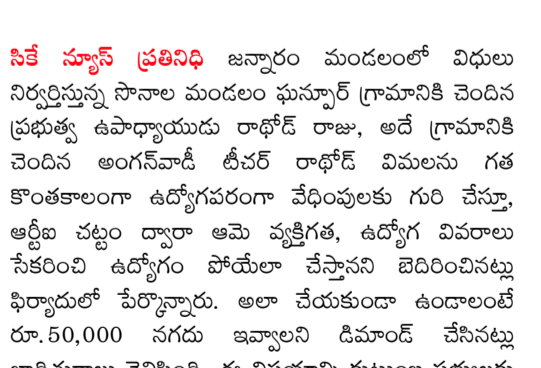 సికే న్యూస్ ప్రతినిధి జన్నారం మండలంలో విధులు
నిర్వర్తిస్తున్న సొనాల మండలం ఘన్పూర్ గ్రామానికి చెందిన
ప్రభుత్వ ఉపాధ్యాయుడు రాథోడ్ రాజు, అదే గ్రామానికి
చెందిన అంగన్‌వాడీ టీచర్ రాథోడ్ విమలను గత
కొంతకాలంగా ఉద్యోగపరంగా వేధింపులకు గురి చేస్తూ,
ఆర్టీఐ చట్టం ద్వారా ఆమె వ్యక్తిగత, ఉద్యోగ వివరాలు
సేకరించి ఉద్యోగం పోయేలా చేస్తానని బెదిరించినట్లు
ఫిర్యాదులో పేర్కొన్నారు. అలా చేయకుండా ఉండాలంటే
రూ.50,000 నగదు ఇవ్వాలని డిమాండ్ చేసినట్లు